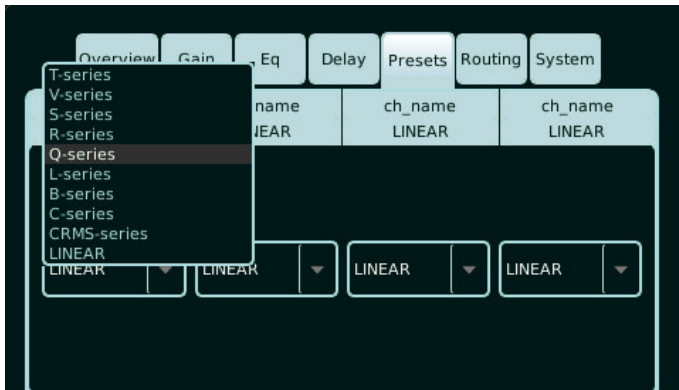 Overview Gain Eq Delay Presets Routing System
T-series
V-series
S-series
R-series
Q-series
L-series
B-series
C-series
CRMS-series
LINEAR
name ch_name ch_name
NEAR LINEAR LINEAR
LINEAR LINEAR LINEAR LINEAR